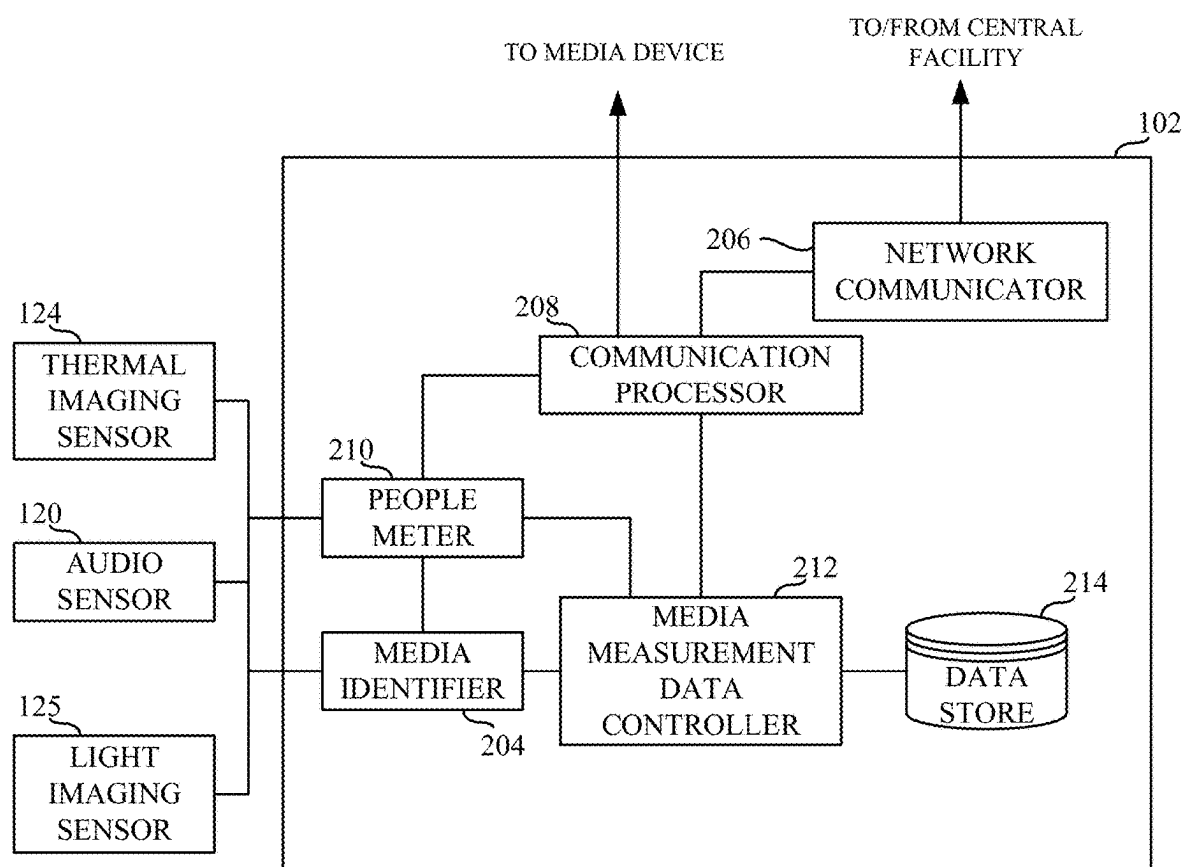 TO MEDIA DEVICE
TO/FROM CENTRAL
FACILITY
102
206
NETWORK
COMMUNICATOR
208
COMMUNICATION
PROCESSOR
124
THERMAL
IMAGING
SENSOR
210
PEOPLE
METER
120
AUDIO
SENSOR
212
MEDIA
MEASUREMENT
DATA
CONTROLLER
214
DATA
STORE
MEDIA
IDENTIFIER
204
125
LIGHT
IMAGING
SENSOR